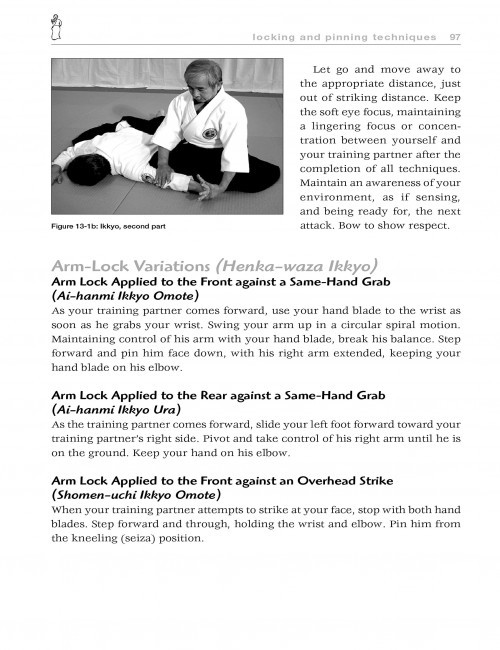 locking and pinning techniques 97
Let go and move away to
the appropriate distance, just
out of striking distance. Keep
the soft eye focus, maintaining
a lingering focus or concen-
tration between yourself and
your training partner after the
completion of all techniques.
Maintain an awareness of your
environment, as if sensing,
and being ready for, the next
attack. Bow to show respect.
Figure 13-1b: Ikkyo, second part
Arm-Lock Variations (Henka-waza Ikkyo)
Arm Lock Applied to the Front against a Same-Hand Grab
(Ai-hanmi Ikkyo Omote)
As your training partner comes forward, use your hand blade to the wrist as
soon as he grabs your wrist. Swing your arm up in a circular spiral motion.
Maintaining control of his arm with your hand blade, break his balance. Step
forward and pin him face down, with his right arm extended, keeping your
hand blade on his elbow.
Arm Lock Applied to the Rear against a Same-Hand Grab
(Ai-hanmi Ikkyo Ura)
As the training partner comes forward, slide your left foot forward toward your
training partner's right side. Pivot and take control of his right arm until he is
on the ground. Keep your hand on his elbow.
Arm Lock Applied to the Front against an Overhead Strike
(Shomen-uchi Ikkyo Omote)
When your training partner attempts to strike at your face, stop with both hand
blades. Step forward and through, holding the wrist and elbow. Pin him from
the kneeling (seiza) position.